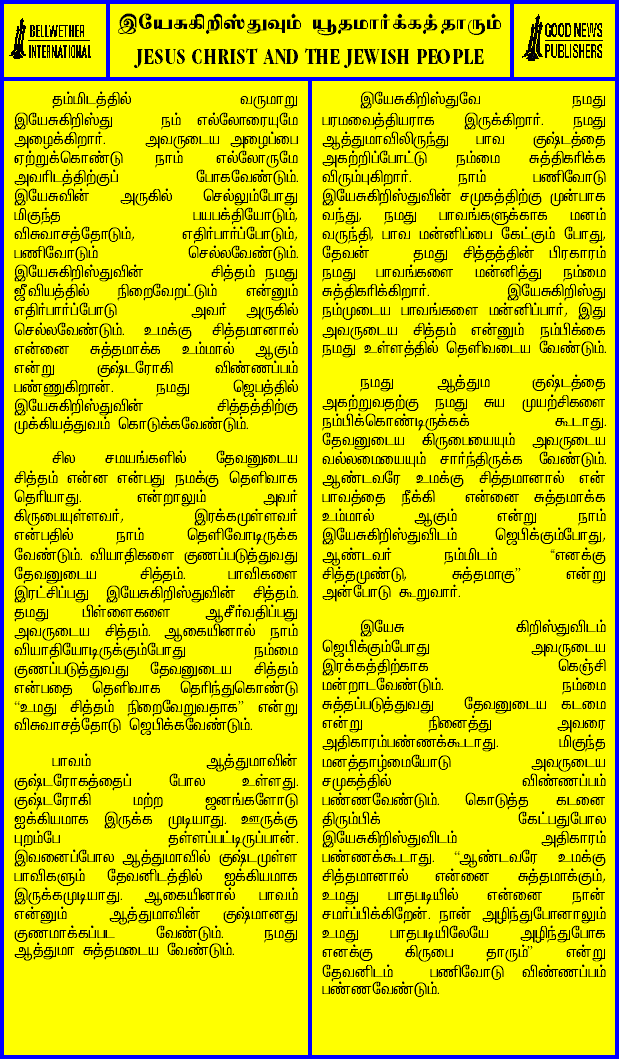 BELLWETHER
INTERNATIONAL
இயேசுகிறிஸ்துவும் யூதமார்க்கத்தாரும்
JESUS CHRIST AND THE JEWISH PEOPLE
GOOD NEWS
PUBLISHERS
தம்மிடத்தில் வருமாறு
இயேசுகிறிஸ்து நம் எல்லோரையுமே
அழைக்கிறார். அவருடைய அழைப்பை
ஏற்றுக்கொண்டு நாம் எல்லோருமே
அவரிடத்திற்குப் போகவேண்டும்.
இயேசுவின் அருகில் செல்லும்போது
மிகுந்த பயபக்தியோடும்,
விசுவாசத்தோடும், எதிர்பார்ப்போடும்,
பணிவோடும் செல்லவேண்டும்.
இயேசுகிறிஸ்துவின் சித்தம் நமது
ஜீவியத்தில் நிறைவேறட்டும் என்னும்
எதிர்பார்ப்போடு அவர் அருகில்
செல்லவேண்டும். உமக்கு சித்தமானால்
என்னை சுத்தமாக்க உம்மால் ஆகும்
என்று குஷ்டரோகி விண்ணப்பம்
பண்ணுகிறான். நமது ஜெபத்தில்
இயேசுகிறிஸ்துவின் சித்தத்திற்கு
முக்கியத்துவம் கொடுக்கவேண்டும்.
சில சமயங்களில் தேவனுடைய
சித்தம் என்ன என்பது நமக்கு தெளிவாக
தெரியாது. என்றாலும் அவர்
கிருபையுள்ளவர், இரக்கமுள்ளவர்
என்பதில் நாம் தெளிவோடிருக்க
வேண்டும். வியாதிகளை குணப்படுத்துவது
தேவனுடைய சித்தம். பாவிகளை
இரட்சிப்பது இயேசுகிறிஸ்துவின் சித்தம்.
தமது பிள்ளைகளை ஆசீர்வதிப்பது
அவருடைய சித்தம். ஆகையினால் நாம்
வியாதியோடிருக்கும்போது நம்மை
குணப்படுத்துவது தேவனுடைய சித்தம்
என்பதை தெளிவாக தெரிந்துகொண்டு
“உமது சித்தம் நிறைவேறுவதாக” என்று
விசுவாசத்தோடு ஜெபிக்கவேண்டும்.
பாவம் ஆத்துமாவின்
குஷ்டரோகத்தைப் போல உள்ளது.
குஷ்டரோகி மற்ற ஜனங்களோடு
ஐக்கியமாக இருக்க முடியாது. ஊருக்கு
புறம்பே தள்ளப்பட்டிருப்பான்.
இவனைப்போல ஆத்துமாவில் குஷ்டமுள்ள
பாவிகளும் தேவனிடத்தில் ஐக்கியமாக
இருக்கமுடியாது. ஆகையினால் பாவம்
என்னும் ஆத்துமாவின் குஷ்மானது
குணமாக்கப்பட வேண்டும். நமது
ஆத்துமா சுத்தமடைய வேண்டும்.
இயேசுகிறிஸ்துவே நமது
பரமவைத்தியராக இருக்கிறார். நமது
ஆத்துமாவிலிருந்து பாவ குஷ்டத்தை
அகற்றிப்போட்டு நம்மை சுத்திகரிக்க
விரும்புகிறார். நாம் பணிவோடு
இயேசுகிறிஸ்துவின் சமுகத்திற்கு முன்பாக
வந்து, நமது பாவங்களுக்காக மனம்
வருந்தி, பாவ மன்னிப்பை கேட்கும் போது,
தேவன் தமது சித்தத்தின் பிரகாரம்
நமது பாவங்களை மன்னித்து நம்மை
சுத்திகரிக்கிறார். இயேசுகிறிஸ்து
நம்முடைய பாவங்களை மன்னிப்பார், இது
அவருடைய சித்தம் என்னும் நம்பிக்கை
நமது உள்ளத்தில் தெளிவடைய வேண்டும்.
நமது ஆத்தும குஷ்டத்தை
அகற்றுவதற்கு நமது சுய முயற்சிகளை
நம்பிக்கொண்டிருக்கக் கூடாது.
தேவனுடைய கிருபையையும் அவருடைய
வல்லமையையும் சார்ந்திருக்க வேண்டும்.
ஆண்டவரே உமக்கு சித்தமானால் என்
பாவத்தை நீக்கி என்னை சுத்தமாக்க
உம்மால் ஆகும் என்று நாம்
இயேசுகிறிஸ்துவிடம் ஜெபிக்கும்போது,
ஆண்டவர் நம்மிடம் “எனக்கு
சித்தமுண்டு, சுத்தமாகு” என்று
அன்போடு கூறுவார்.
இயேசு கிறிஸ்துவிடம்
ஜெபிக்கும்போது அவருடைய
இரக்கத்திற்காக கெஞ்சி
மன்றாடவேண்டும். நம்மை
சுத்தப்படுத்துவது தேவனுடைய கடமை
என்று நினைத்து அவரை
அதிகாரம்பண்ணக்கூடாது. மிகுந்த
மனத்தாழ்மையோடு அவருடைய
சமுகத்தில் விண்ணப்பம்
பண்ணவேண்டும். கொடுத்த கடனை
திரும்பிக் கேட்பதுபோல
இயேசுகிறிஸ்துவிடம் அதிகாரம்
பண்ணக்கூடாது. “ஆண்டவரே உமக்கு
சித்தமானால் என்னை சுத்தமாக்கும்,
உமது பாதபடியில் என்னை நான்
சமர்ப்பிக்கிறேன். நான் அழிந்துபோனாலும்
உமது பாதபடியிலேயே அழிந்துபோக
எனக்கு கிருபை தாரும்” என்று
தேவனிடம் பணிவோடு விண்ணப்பம்
பண்ணவேண்டும்.